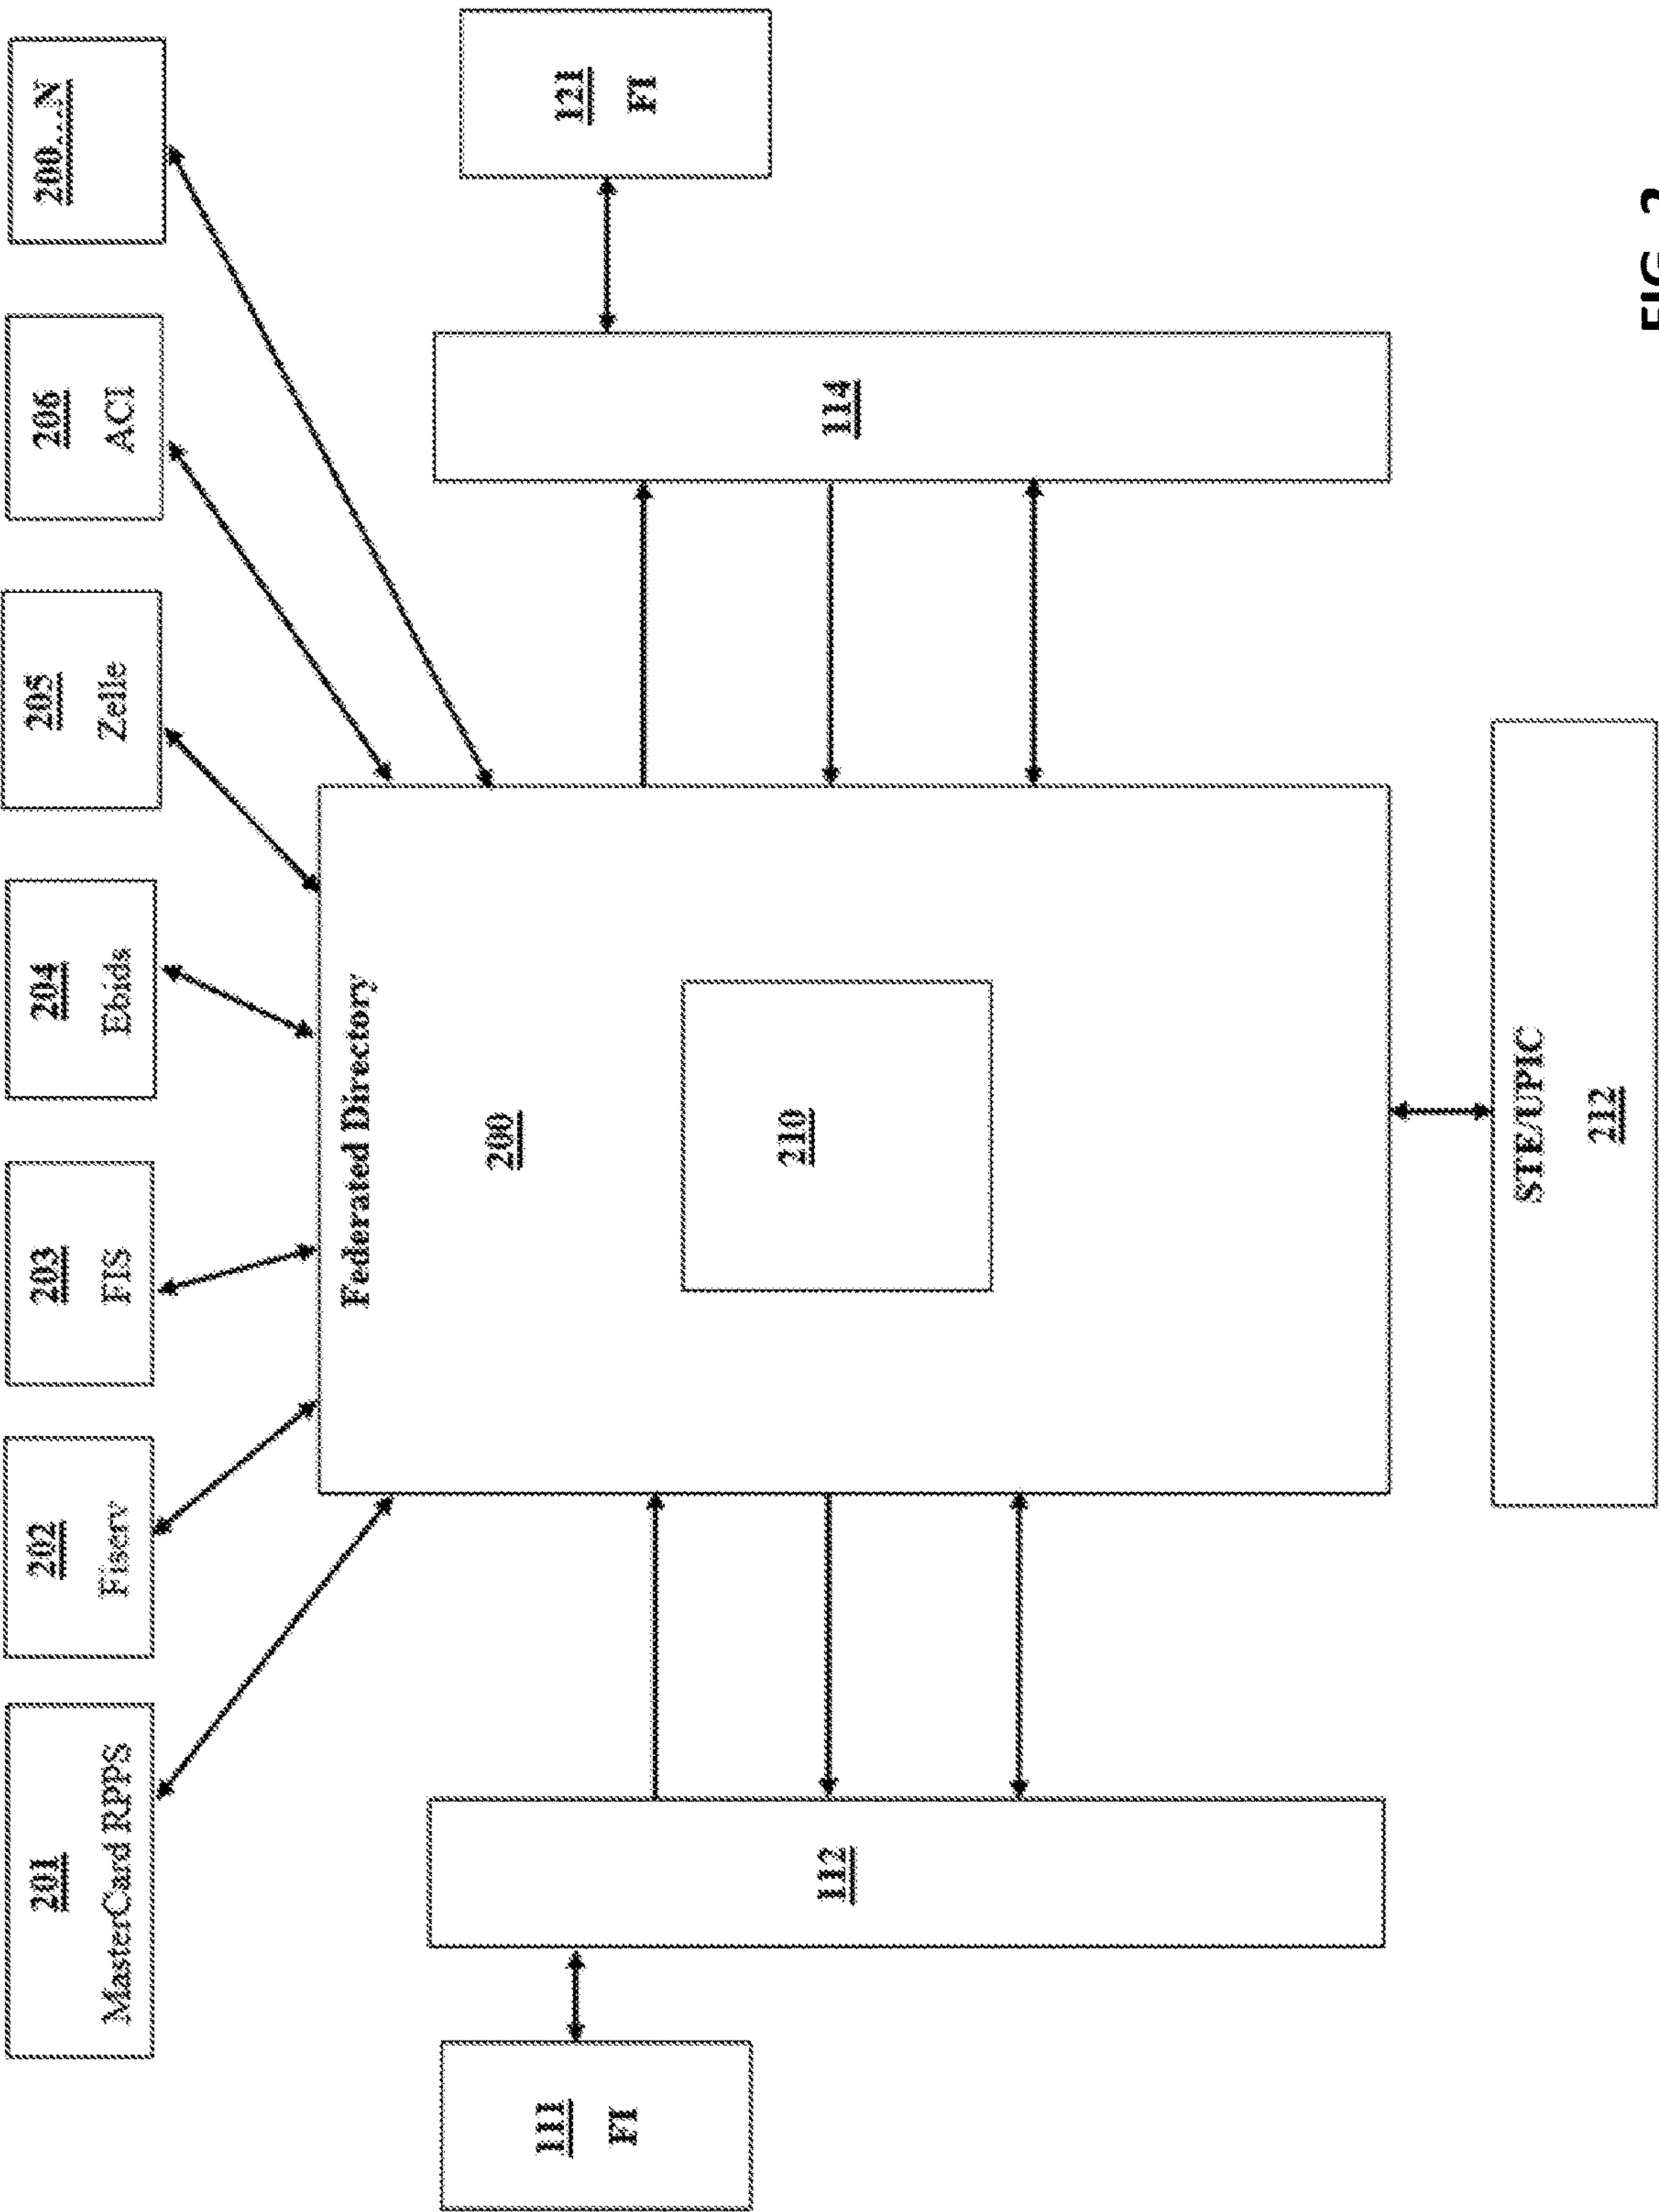 201
MasterCard RPPS
202
Fiserv
203
FIS
204
Ebids
205
Zelle
206
ACI
200...N
Federated Directory
200
210
111
FI
112
114
121
FI
STE/UPIC
212
FIG. 2